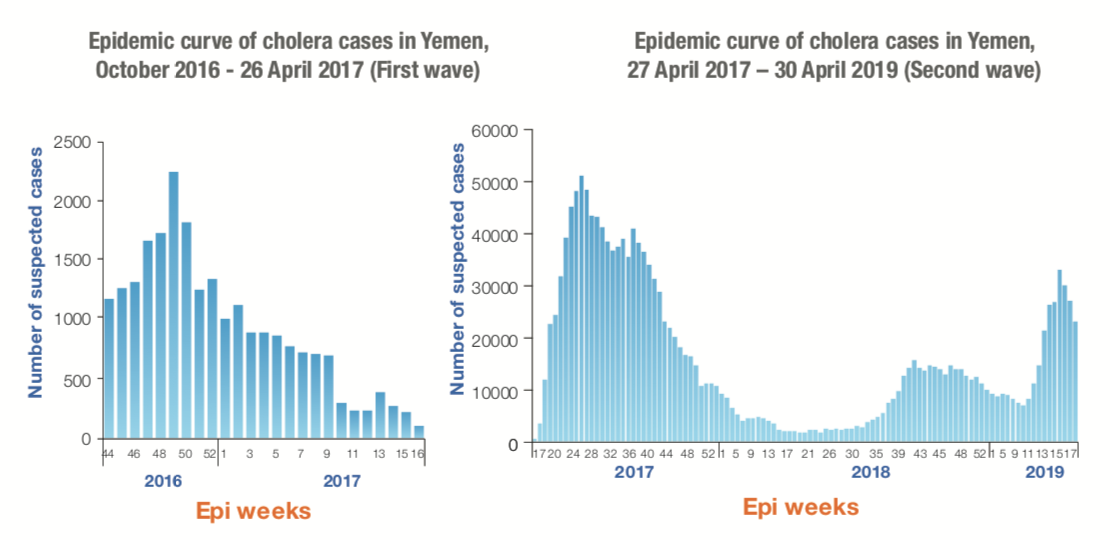 Epidemic curve of cholera cases in Yemen,
October 2016 - 26 April 2017 (First wave)
Number of suspected cases
2500
2000
1500
1000
500
0
44 46 48 50 52 1 3 5 7 9 11 13 15 16
2016 2017
Epi weeks
Epidemic curve of cholera cases in Yemen,
27 April 2017 – 30 April 2019 (Second wave)
Number of suspected cases
60000
50000
40000
30000
20000
10000
0
17 20 24 28 32 36 40 44 48 52 1 5 9 13 17 21 26 30 35 39 43 45 48 52 1 5 9 11 13 15 17
2017 2018 2019
Epi weeks